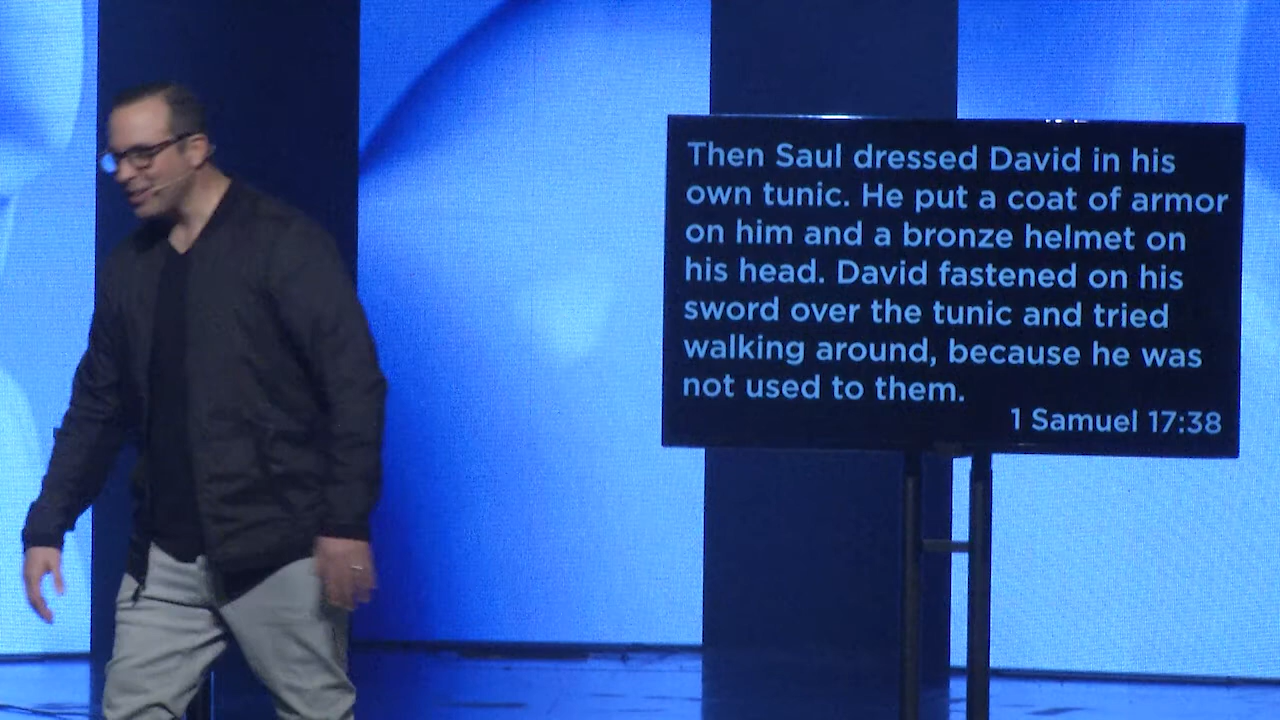 Then Saul dressed David in his
own tunic. He put a coat of armor
on him and a bronze helmet on
his head. David fastened on his
sword over the tunic and tried
walking around, because he was
not used to them.
1 Samuel 17:38